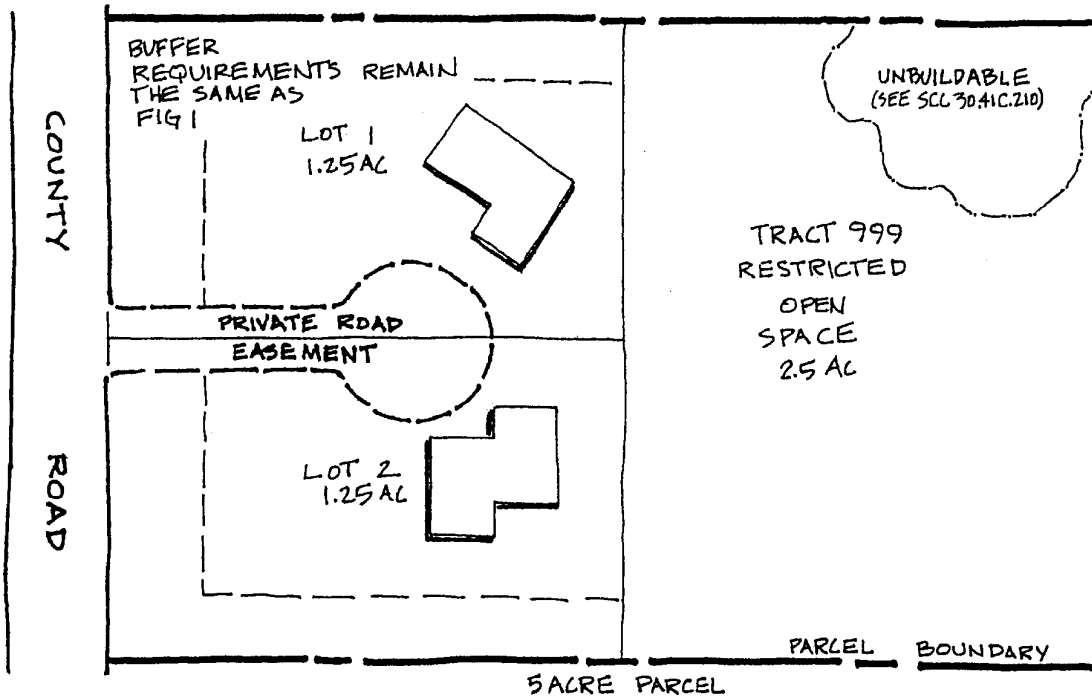 BUFFER
REQUIREMENTS REMAIN
THE SAME AS
FIG 1
LOT 1
1.25 AC
UNBUILDABLE
(SEE SCC 30.41C.210)
COUNTY
ROAD
TRACT 999
RESTRICTED
OPEN
SPACE
2.5 AC
PRIVATE ROAD
EASEMENT
LOT 2
1.25 AC
PARCEL BOUNDARY
5 ACRE PARCEL